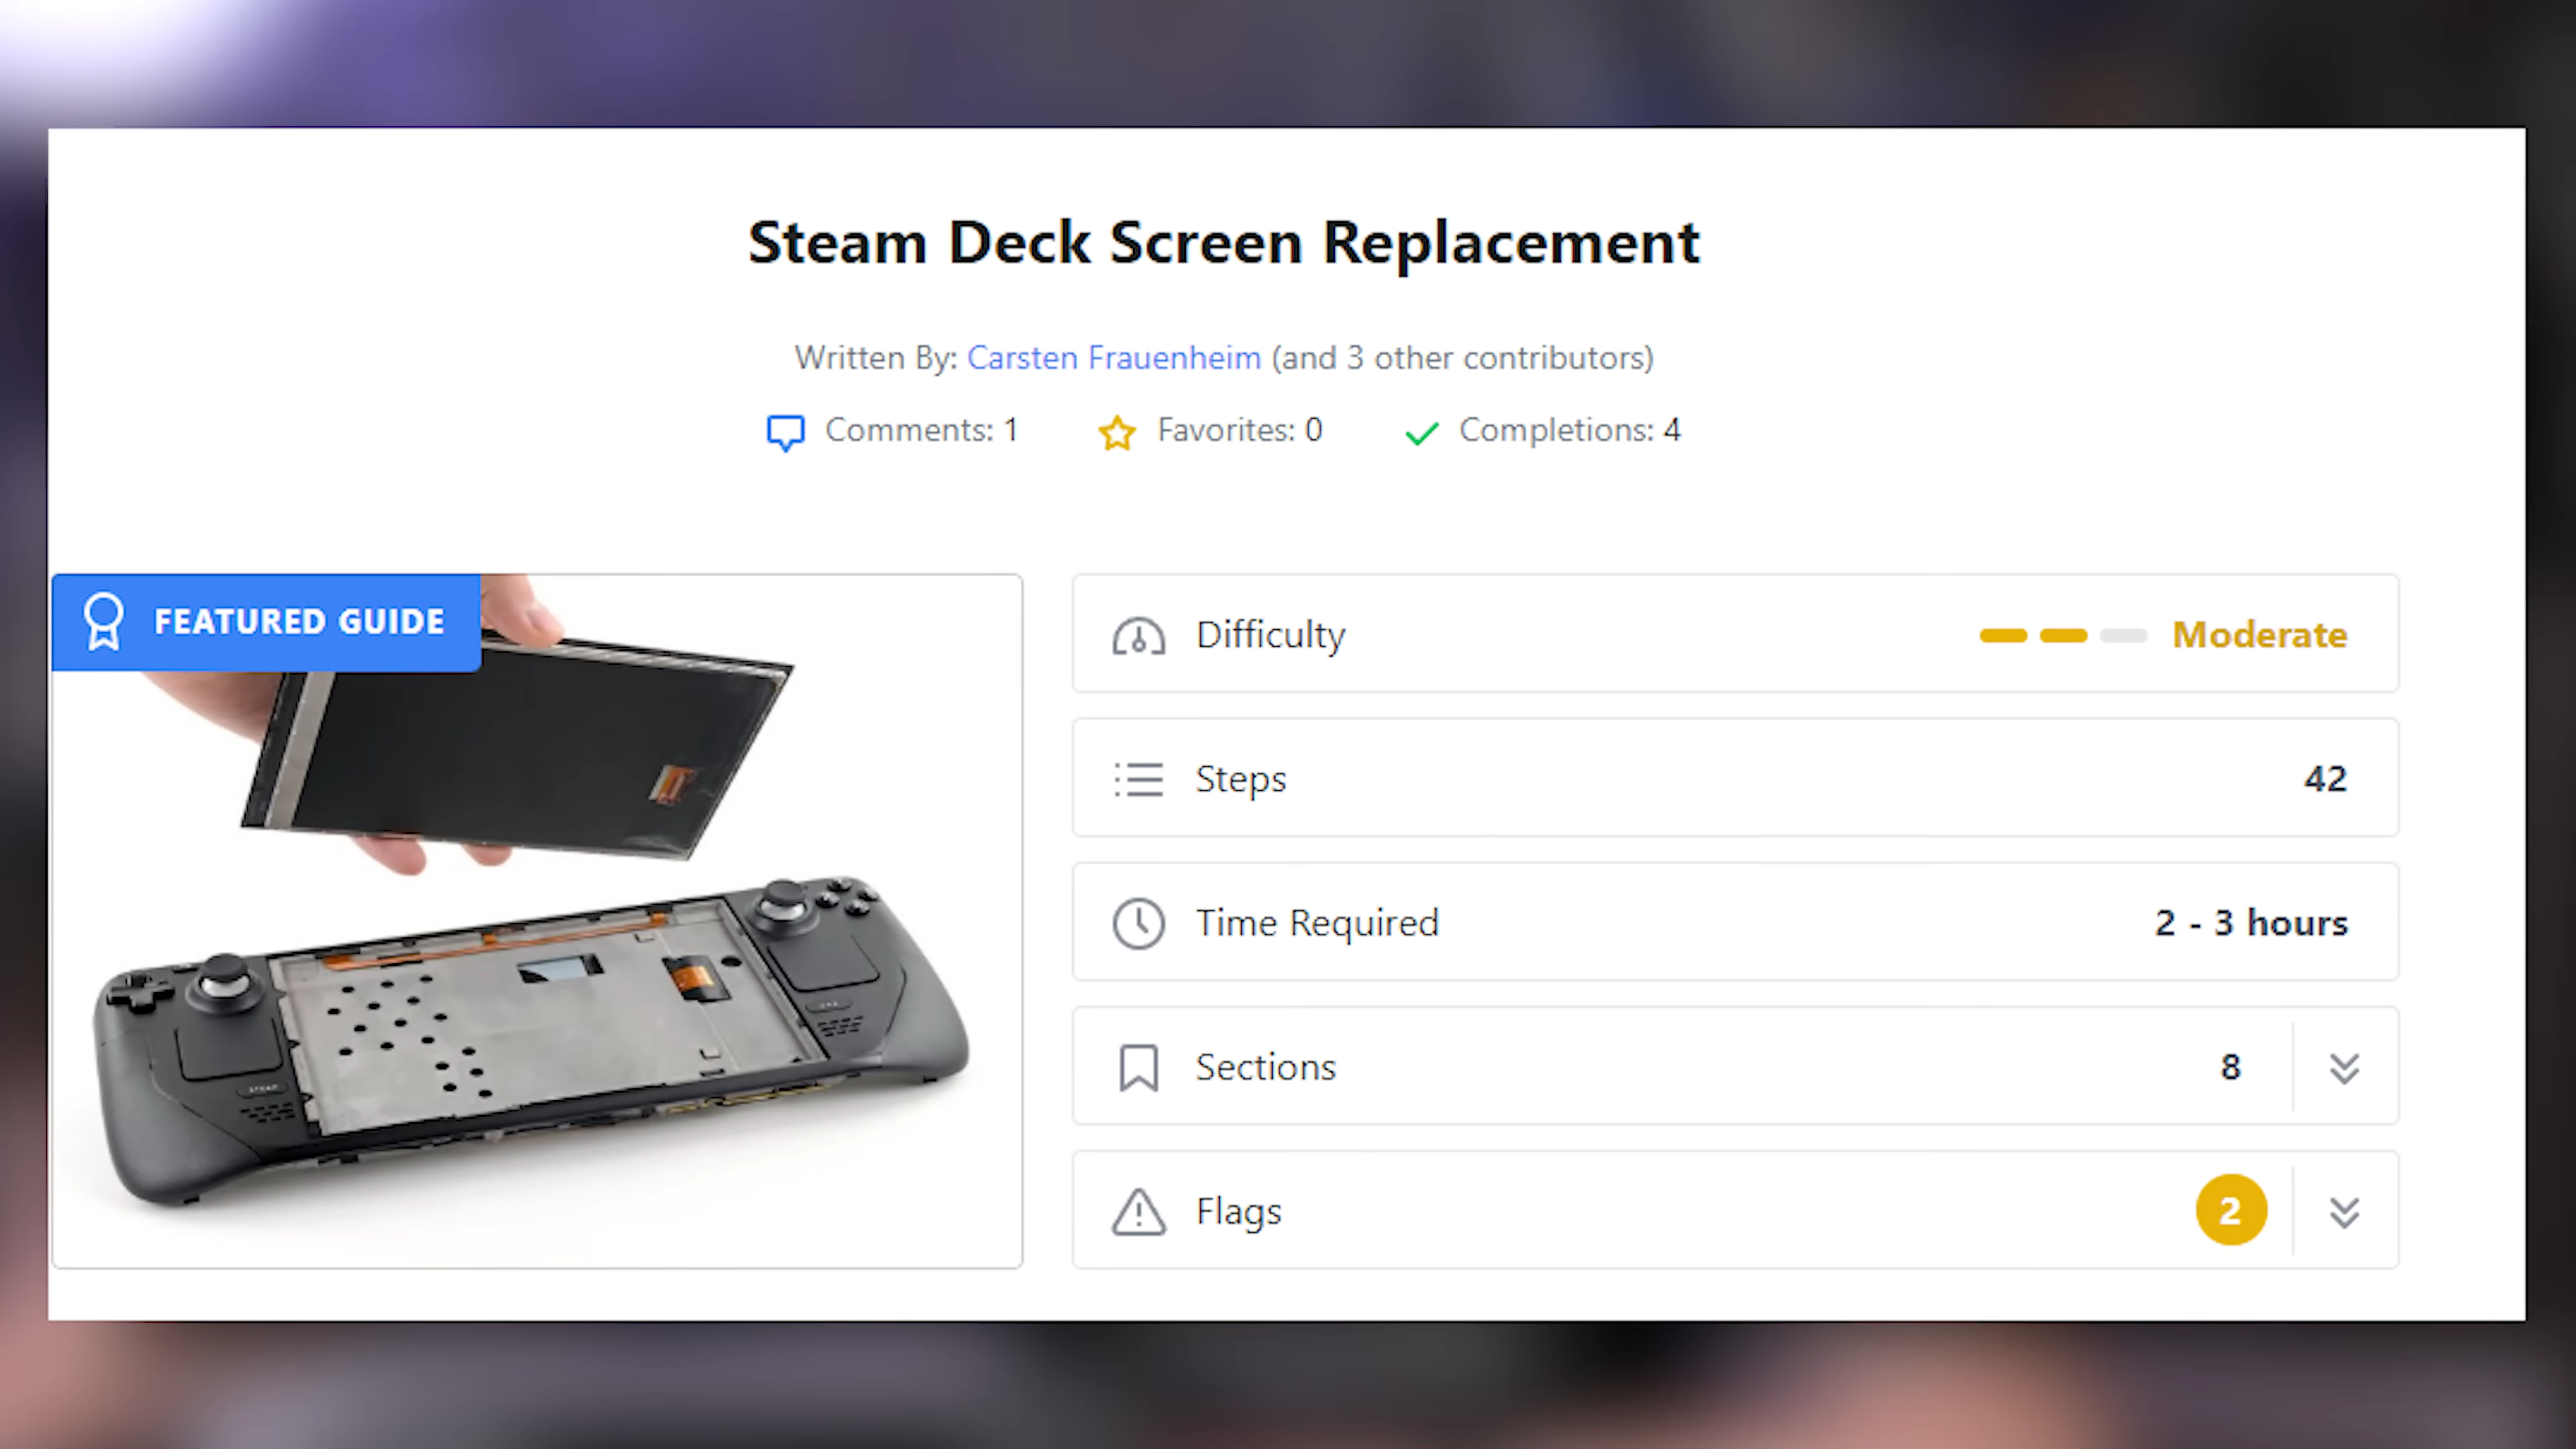 Steam Deck Screen Replacement
Written By: Carsten Frauenheim (and 3 other contributors)
Comments: 1 Favorites: 0 Completions: 4
FEATURED GUIDE
Difficulty Moderate
Steps 42
Time Required 2 - 3 hours
Sections 8
Flags 2